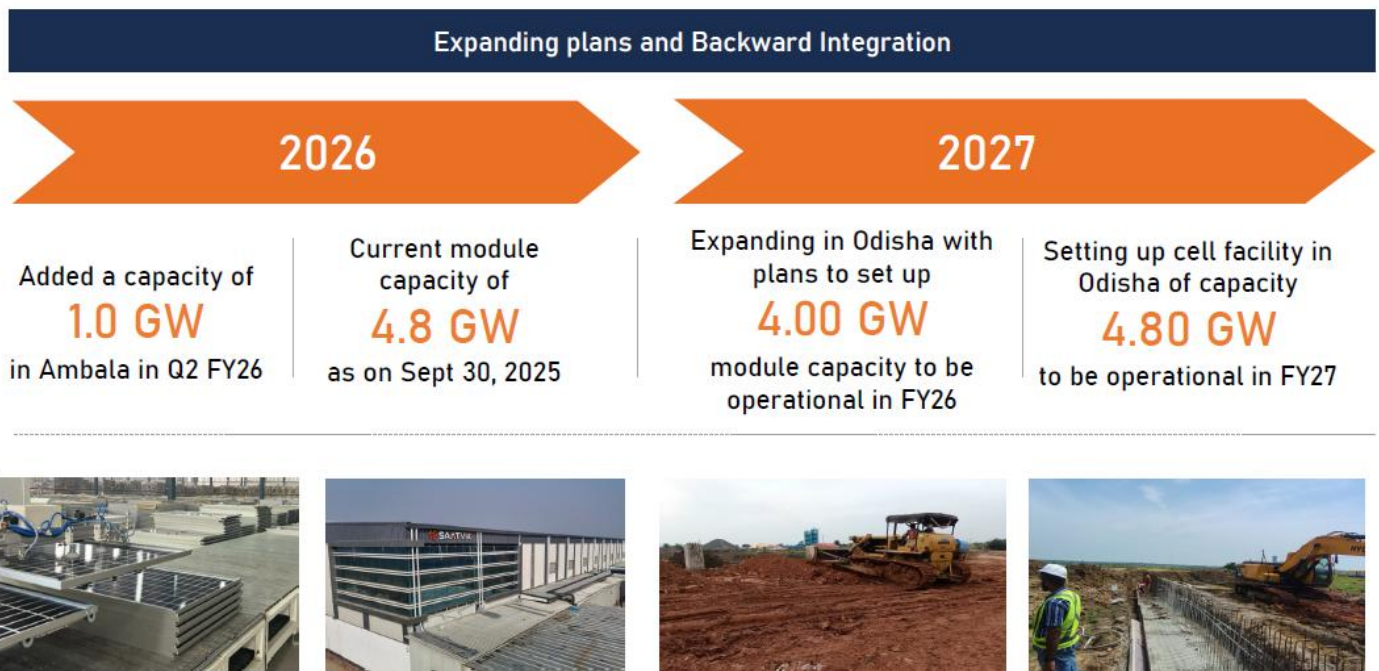 Expanding plans and Backward Integration
2026
2027
Added a capacity of
1.0 GW
in Ambala in Q2 FY26
Current module
capacity of
4.8 GW
as on Sept 30, 2025
Expanding in Odisha with
plans to set up
4.00 GW
module capacity to be
operational in FY26
Setting up cell facility in
Odisha of capacity
4.80 GW
to be operational in FY27
SAATVIK